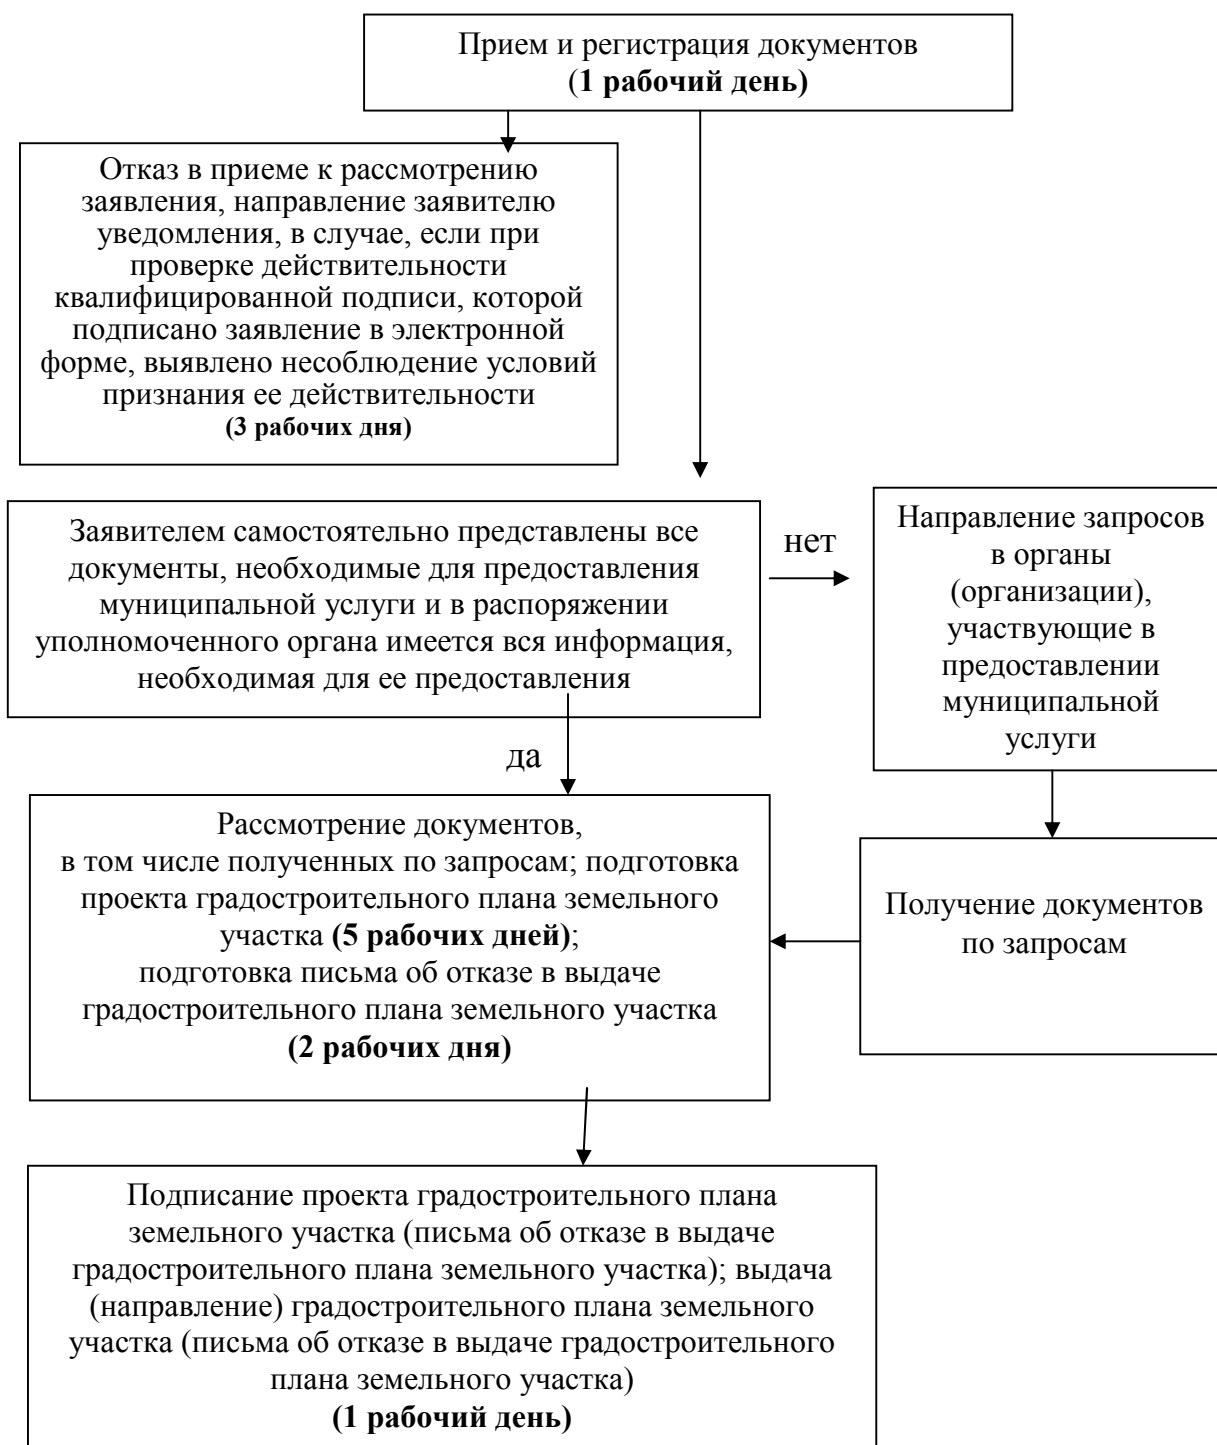 Прием и регистрация документов
(1 рабочий день)
Отказ в приеме к рассмотрению
заявления, направление заявителю
уведомления, в случае, если при
проверке действительности
квалифицированной подписи, которой
подписано заявление в электронной
форме, выявлено несоблюдение условий
признания ее действительности
(3 рабочих дня)
Заявителем самостоятельно представлены все
документы, необходимые для предоставления
муниципальной услуги и в распоряжении
уполномоченного органа имеется вся информация,
необходимая для ее предоставления
нет
Направление запросов
в органы
(организации),
участвующие в
предоставлении
муниципальной
услуги
да
Рассмотрение документов,
в том числе полученных по запросам; подготовка
проекта градостроительного плана земельного
участка (5 рабочих дней);
подготовка письма об отказе в выдаче
градостроительного плана земельного участка
(2 рабочих дня)
Получение документов
по запросам
Подписание проекта градостроительного плана
земельного участка (письма об отказе в выдаче
градостроительного плана земельного участка); выдача
(направление) градостроительного плана земельного
участка (письма об отказе в выдаче градостроительного
плана земельного участка)
(1 рабочий день)